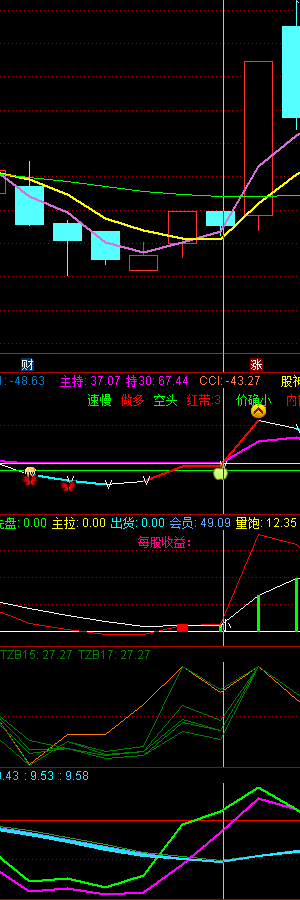 财 涨
: -48.63 主持: 37.07 持30: 67.44 CCI: -43.27 股神
速慢 做多 空头 红带:3 价确小 内
先盘: 0.00 主拉: 0.00 出货: 0.00 会员: 49.09 量饱: 12.35
每股收益:
TZB15: 27.27 TZB17: 27.27
0.43 : 9.53 : 9.58